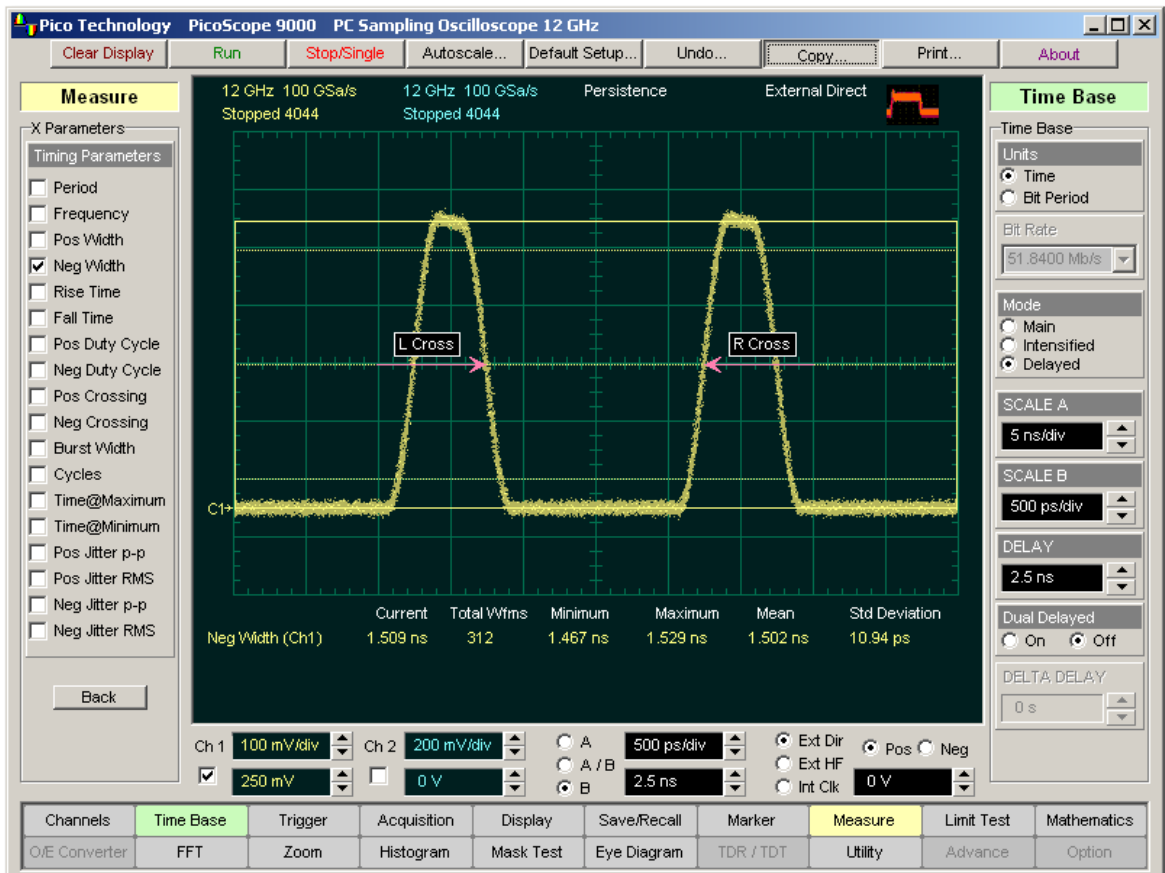 Pico Technology PicoScope 9000 PC Sampling Oscilloscope 12 GHz
Clear Display Run Stop/Single Autoscale... Default Setup... Undo... Copy... Print... About
Measure
X Parameters
Timing Parameters
Period
Frequency
Pos Width
Neg Width
Rise Time
Fall Time
Pos Duty Cycle
Neg Duty Cycle
Pos Crossing
Neg Crossing
Burst Width
Cycles
Time@Maximum
Time@Minimum
Pos Jitter p-p
Pos Jitter RMS
Neg Jitter p-p
Neg Jitter RMS
Back
12 GHz 100 GSa/s 12 GHz 100 GSa/s Persistence External Direct
Stopped 4044 Stopped 4044
L Cross R Cross
C1
Current Total Wfms Minimum Maximum Mean Std Deviation
Neg Width (Ch1) 1.509 ns 312 1.467 ns 1.529 ns 1.502 ns 10.94 ps
Time Base
Time Base
Units
Time
Bit Period
Bit Rate
51.8400 Mb/s
Mode
Main
Intensified
Delayed
SCALE A
5 ns/div
SCALE B
500 ps/div
DELAY
2.5 ns
Dual Delayed
On Off
DELTA DELAY
0 s
Ch 1 100 mV/div Ch 2 200 mV/div A 500 ps/div Ext Dir Pos Neg
A / B Ext HF
250 mV 0 V B 2.5 ns Int Clk 0 V
Channels Time Base Trigger Acquisition Display Save/Recall Marker Measure Limit Test Mathematics
O/E Converter FFT Zoom Histogram Mask Test Eye Diagram TDR / TDT Utility Advance Option